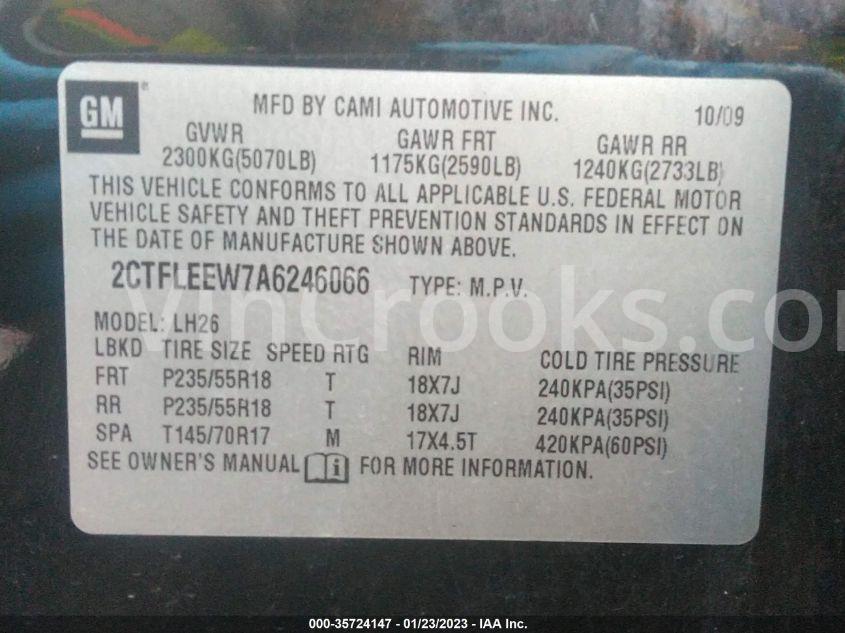 GM
MFD BY CAMI AUTOMOTIVE INC. 10/09
GVWR GAWR FRT GAWR RR
2300KG(5070LB) 1175KG(2590LB) 1240KG(2733LB)
THIS VEHICLE CONFORMS TO ALL APPLICABLE U.S. FEDERAL MOTOR
VEHICLE SAFETY AND THEFT PREVENTION STANDARDS IN EFFECT ON
THE DATE OF MANUFACTURE SHOWN ABOVE.
2CTFLEEW7A6246066 TYPE: M.P.V.
VinCrooks.co
MODEL: LH26
LBKD TIRE SIZE SPEED RTG RIM COLD TIRE PRESSURE
FRT P235/55R18 T 18X7J 240KPA(35PSI)
RR P235/55R18 T 18X7J 240KPA(35PSI)
SPA T145/70R17 M 17X4.5T 420KPA(60PSI)
SEE OWNER'S MANUAL i FOR MORE INFORMATION
000-35724147 - 01/23/2023 - IAA Inc.